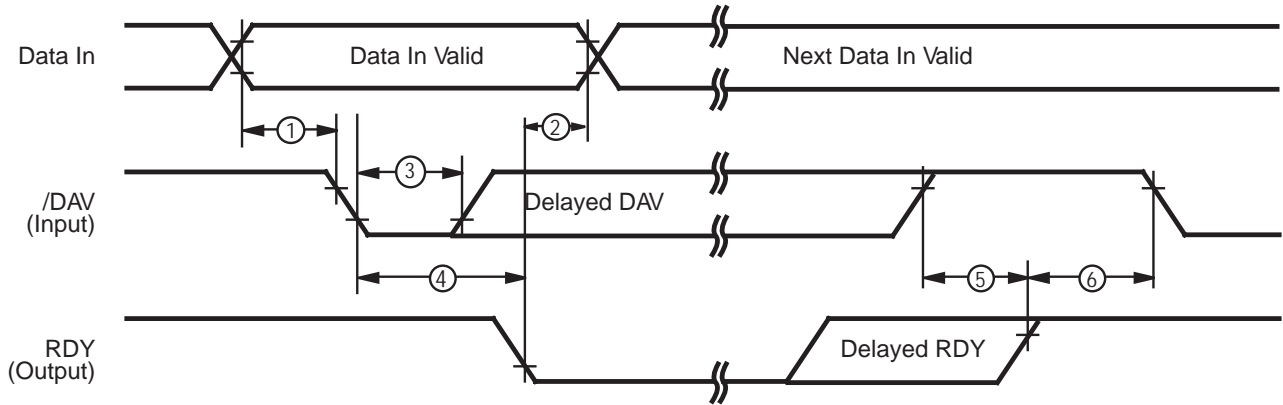 Data In
Data In Valid
Next Data In Valid
1
2
3
/DAV
(Input)
Delayed DAV
4
5
6
RDY
(Output)
Delayed RDY